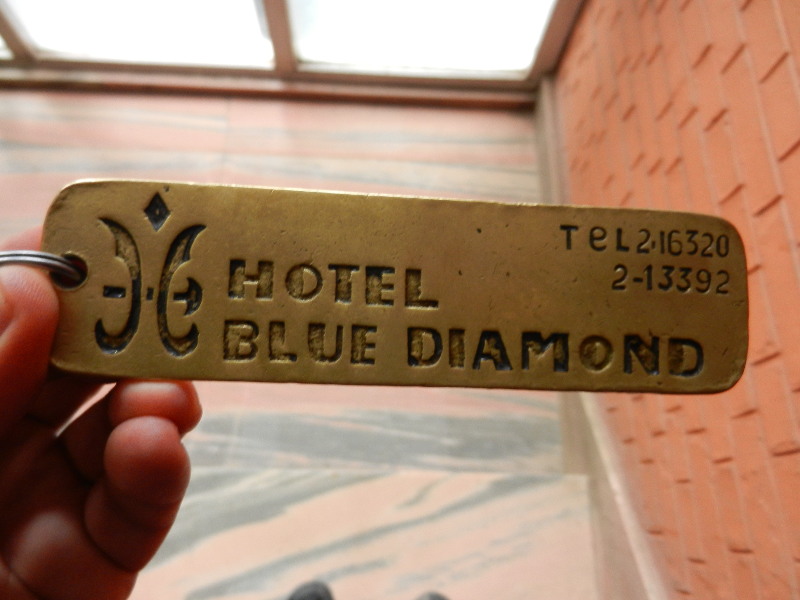 TeL 2-16320
2-13392
HOTEL
BLUE DIAMOND